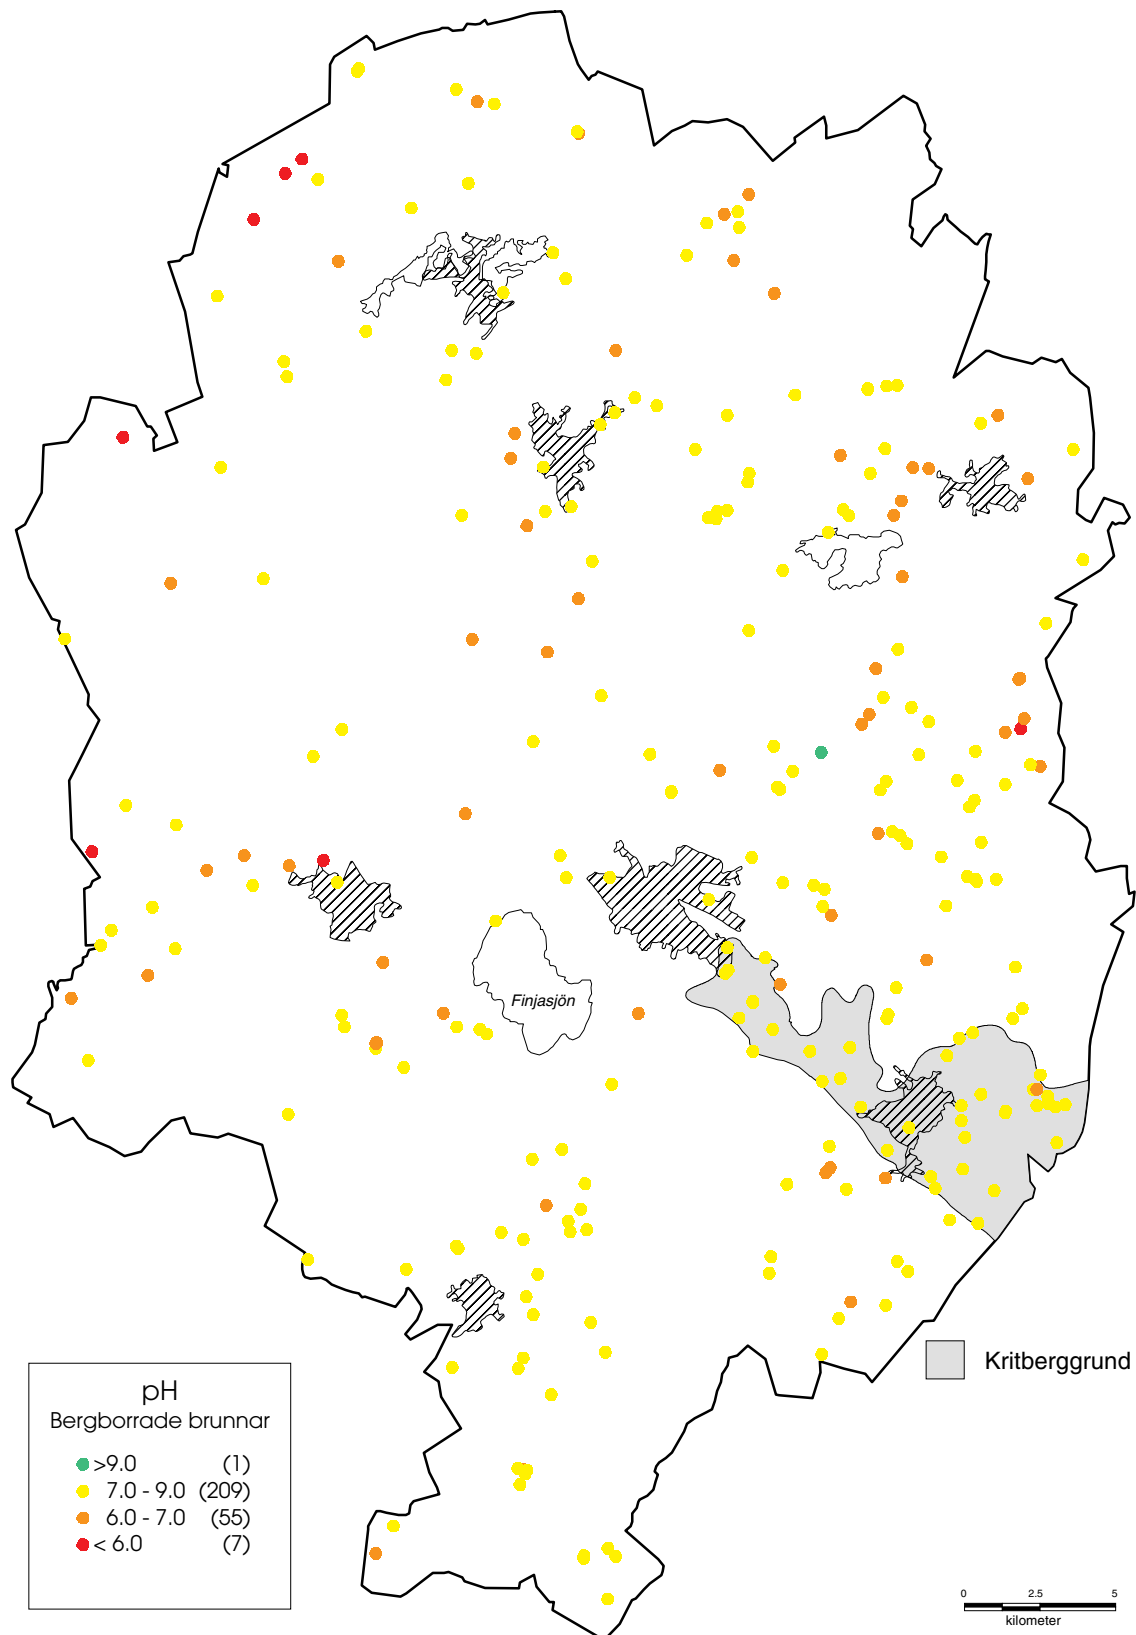 Finjasjön
Kritberggrund
pH
Bergborrade brunnar
>9.0 (1)
7.0 - 9.0 (209)
6.0 - 7.0 (55)
< 6.0 (7)
0 2.5 5
kilometer